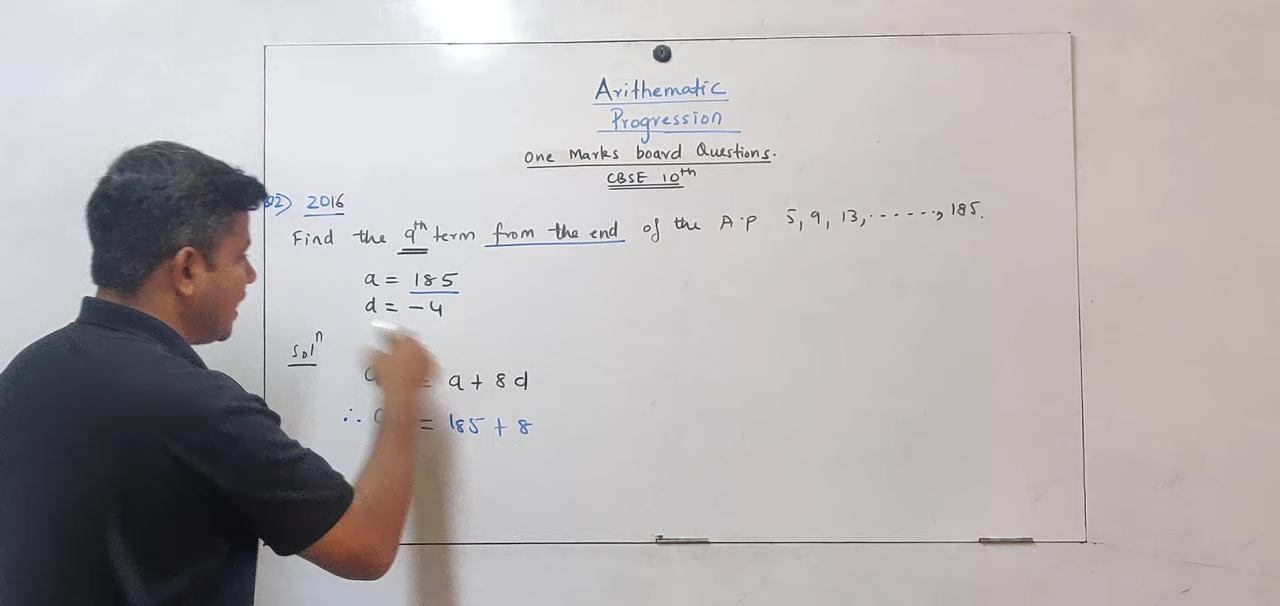 Arithematic
Progression
One Marks board Questions.
CBSE 10th
2) 2016
Find the 9th term from the end of the A.P 5, 9, 13, ......, 185.
a = 185
d = -4
Soln
= a + 8d
∴ = 185 + 8